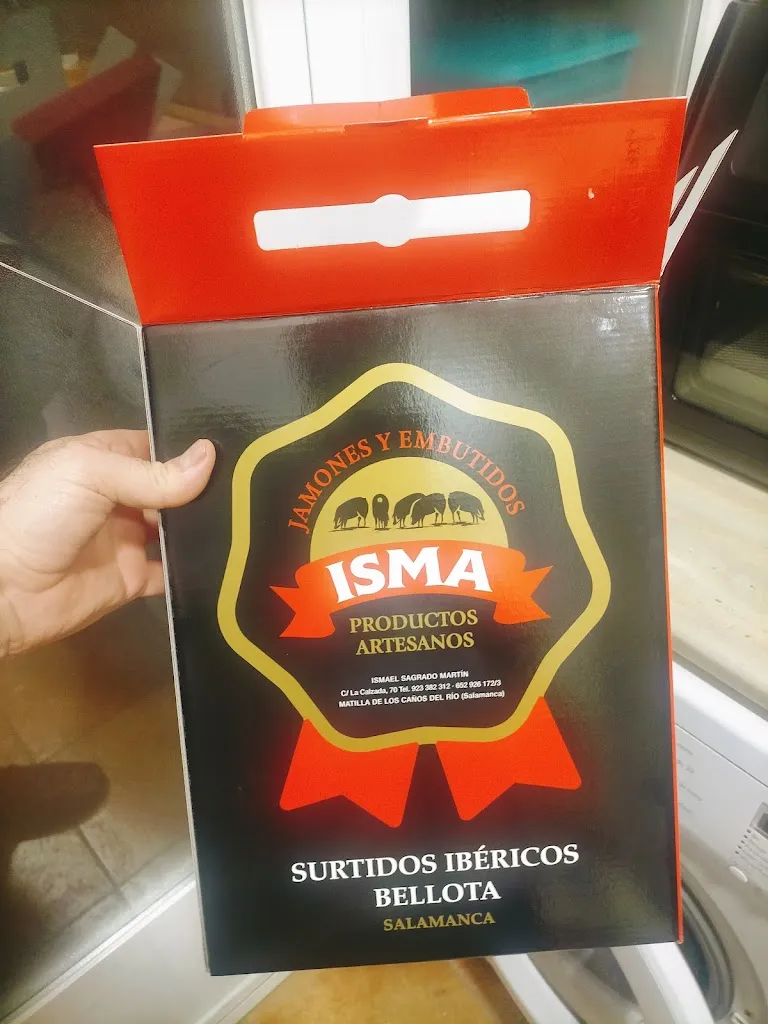 JAMONES Y EMBUTIDOS
ISMA
PRODUCTOS
ARTESANOS
ISMAEL SAGRADO MARTÍN
C/ La Calzada, 70 Tel. 923 382 312 - 652 926 172/3
MATILLA DE LOS CAÑOS DEL RÍO (Salamanca)
SURTIDOS IBÉRICOS
BELLOTA
SALAMANCA